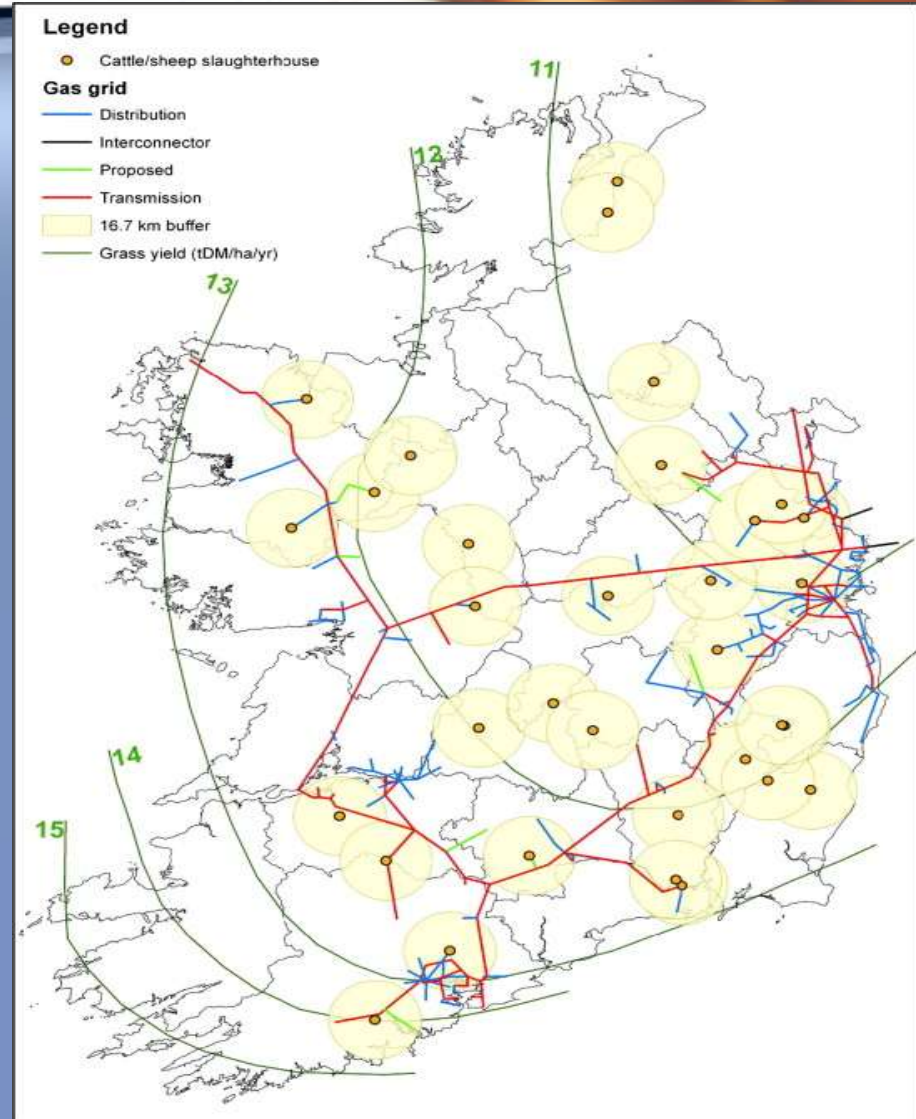 Legend
Cattle/sheep slaughterhouse
Gas grid
Distribution
Interconnector
Proposed
Transmission
16.7 km buffer
Grass yield (tDM/ha/yr)
11
12
13
14
15